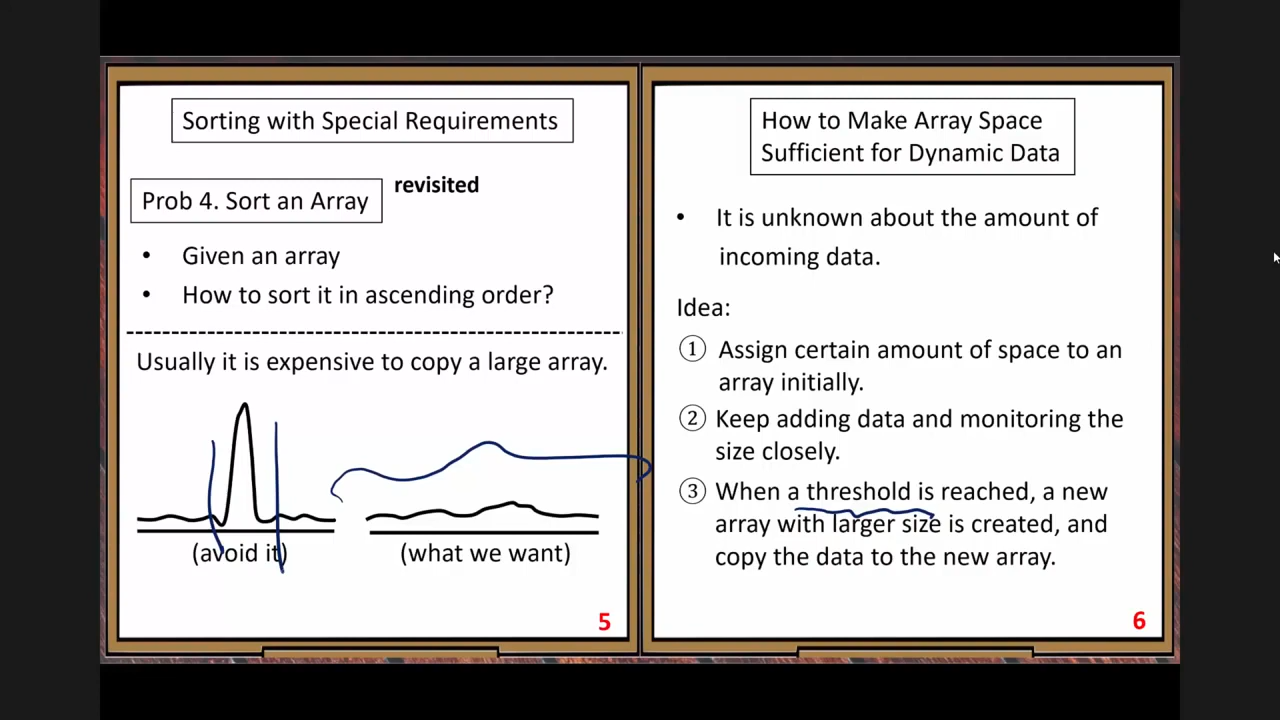 Sorting with Special Requirements
revisited
Prob 4. Sort an Array
• Given an array
• How to sort it in ascending order?
Usually it is expensive to copy a large array.
(avoid it)
(what we want)
5
How to Make Array Space
Sufficient for Dynamic Data
• It is unknown about the amount of
incoming data.
Idea:
① Assign certain amount of space to an
array initially.
② Keep adding data and monitoring the
size closely.
③ When a threshold is reached, a new
array with larger size is created, and
copy the data to the new array.
6